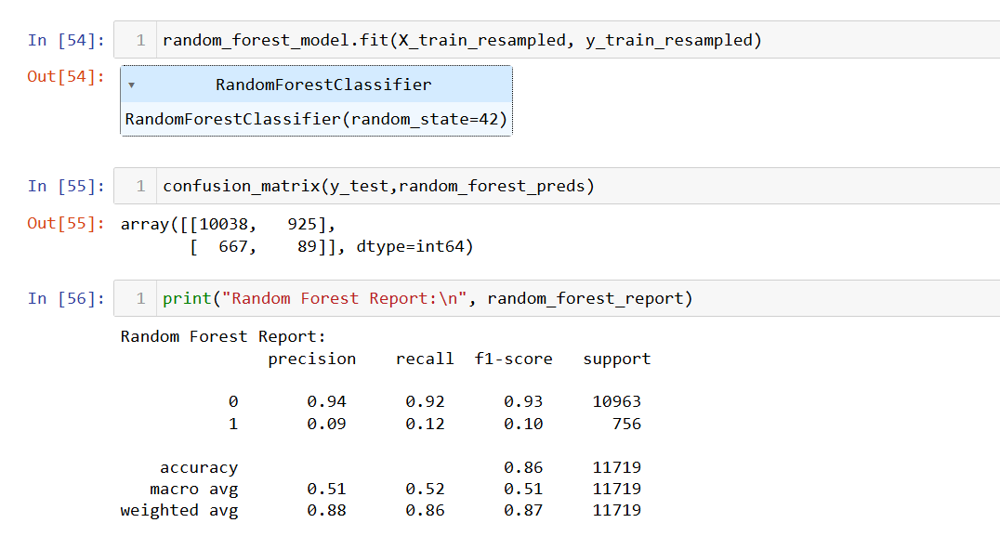 In [54]: 1 random_forest_model.fit(X_train_resampled, y_train_resampled)
Out[54]: ▾ RandomForestClassifier
RandomForestClassifier(random_state=42)
In [55]: 1 confusion_matrix(y_test,random_forest_preds)
Out[55]: array([[10038,   925],
       [  667,    89]], dtype=int64)
In [56]: 1 print("Random Forest Report:\n", random_forest_report)
Random Forest Report:
               precision    recall  f1-score   support
           0       0.94      0.92      0.93     10963
           1       0.09      0.12      0.10       756
    accuracy                           0.86     11719
   macro avg       0.51      0.52      0.51     11719
weighted avg       0.88      0.86      0.87     11719